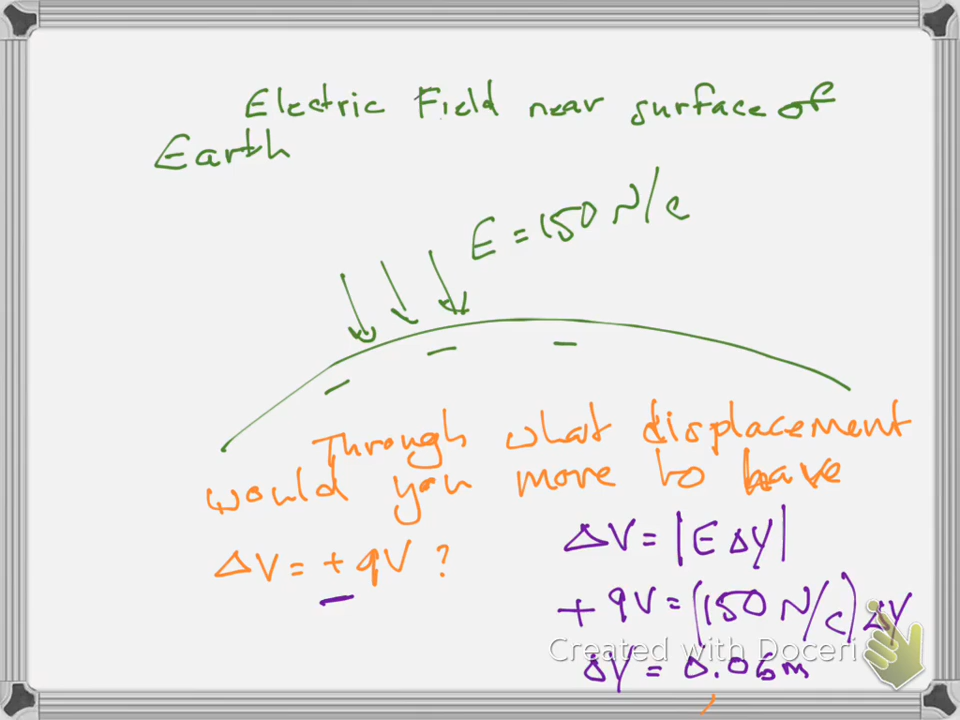 Electric Field near surface of
Earth
E = 150 N/C
Through what displacement
would you move to have
ΔV = + 9V ?
ΔV = |E ΔY|
+ 9V = (150 N/C) ΔY
Created with Doceri
ΔY = 0.06m